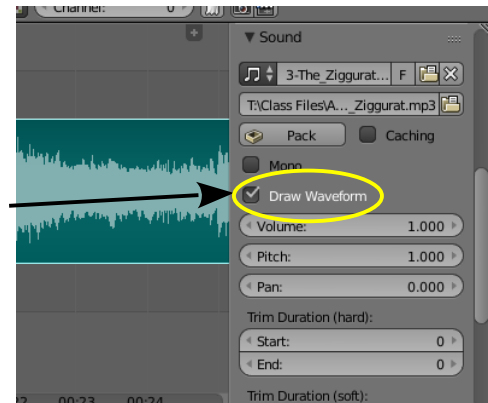 Channel: 0
Sound
3-The_Ziggurat... F
T:\Class Files\A..._Ziggurat.mp3
Pack Caching
Mono
Draw Waveform
Volume: 1.000
Pitch: 1.000
Pan: 0.000
Trim Duration (hard):
Start: 0
End: 0
Trim Duration (soft):
22 00:23 00:24